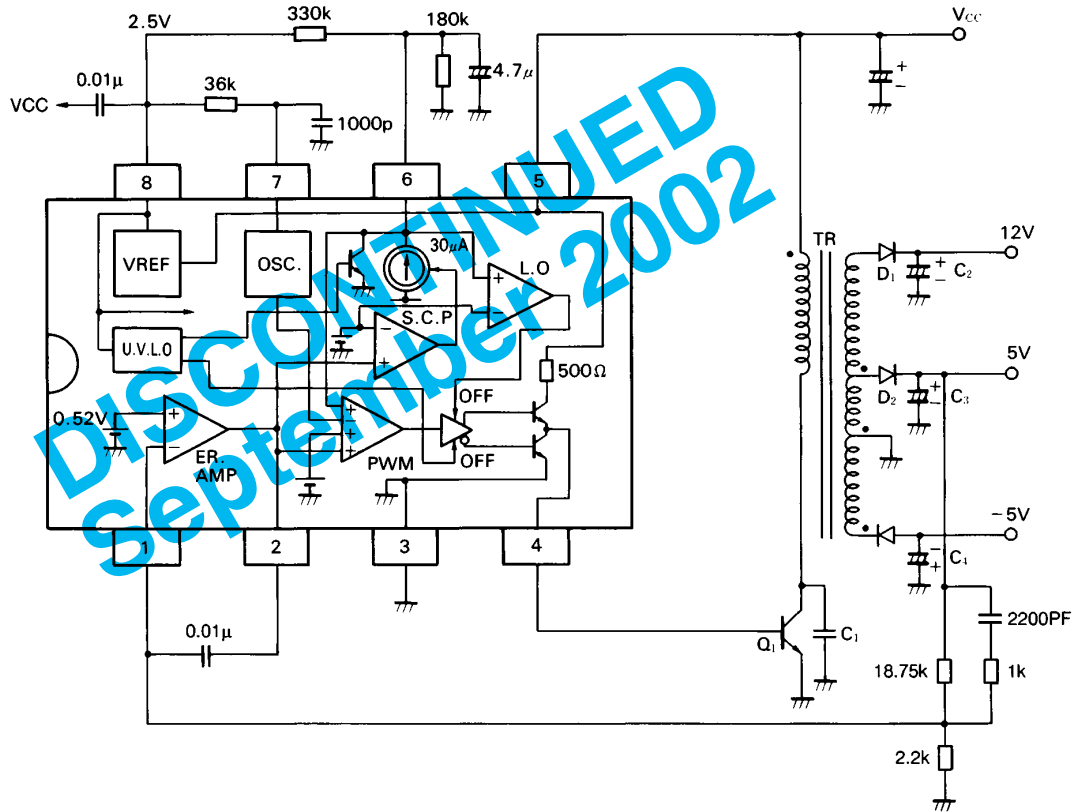 330k
2.5V
180k
Vcc
0.01μ
4.7μ
+
−
36k
VCC
1000p
8
7
6
5
DISCONTINUED
September 2002
VREF
OSC.
30μA
L.O
+
−
TR
12V
D1
+
−
C2
S.C.P
−
+
U.V.L.O
500Ω
5V
D2
+
−
C3
OFF
0.52V
+
−
+
−
+
+
ER.
AMP
PWM
OFF
−5V
−
+
C4
1
2
3
4
2200PF
0.01μ
Q1
C1
18.75k
1k
2.2k